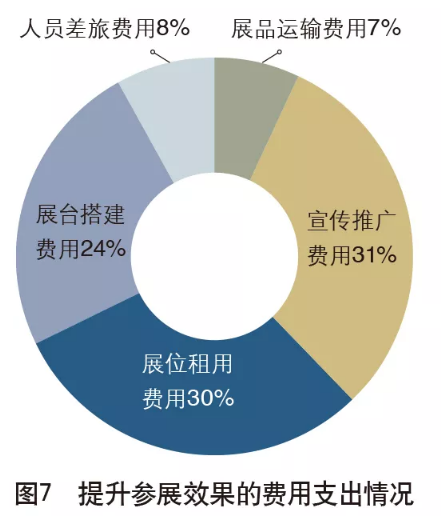 人员差旅费用8%
展品运输费用7%
宣传推广
费用31%
展台搭建
费用24%
展位租用
费用30%
图7 提升参展效果的费用支出情况